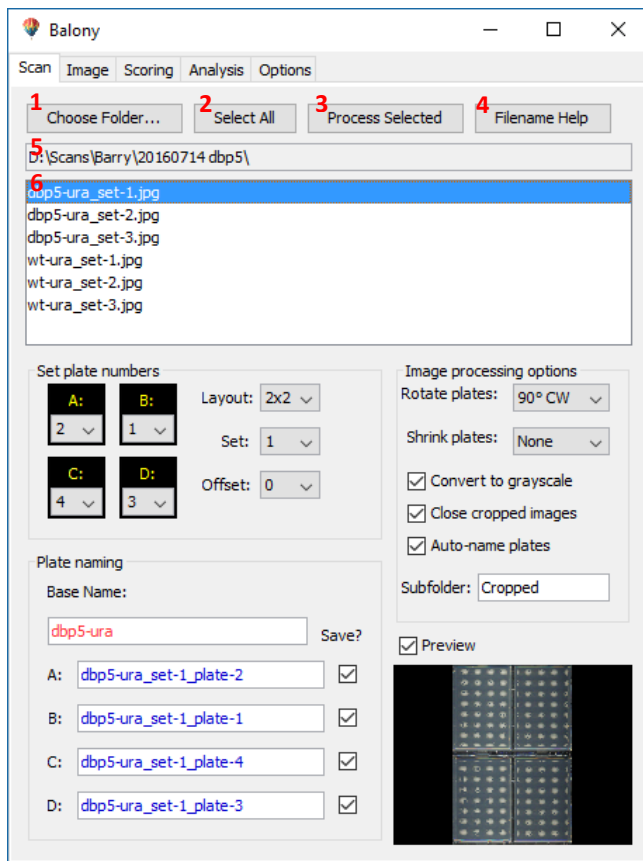 Balony
Scan Image Scoring Analysis Options
1 Choose Folder... 2 Select All 3 Process Selected 4 Filename Help
5 D:\Scans\Barry\20160714 dbp5\
6 dbp5-ura_set-1.jpg
dbp5-ura_set-2.jpg
dbp5-ura_set-3.jpg
wt-ura_set-1.jpg
wt-ura_set-2.jpg
wt-ura_set-3.jpg
Set plate numbers
A: B: Layout: 2x2
2 1 Set: 1
C: D: Offset: 0
4 3
Image processing options
Rotate plates: 90° CW
Shrink plates: None
Convert to grayscale
Close cropped images
Auto-name plates
Subfolder: Cropped
Plate naming
Base Name:
dbp5-ura Save?
A: dbp5-ura_set-1_plate-2
B: dbp5-ura_set-1_plate-1
C: dbp5-ura_set-1_plate-4
D: dbp5-ura_set-1_plate-3
Preview